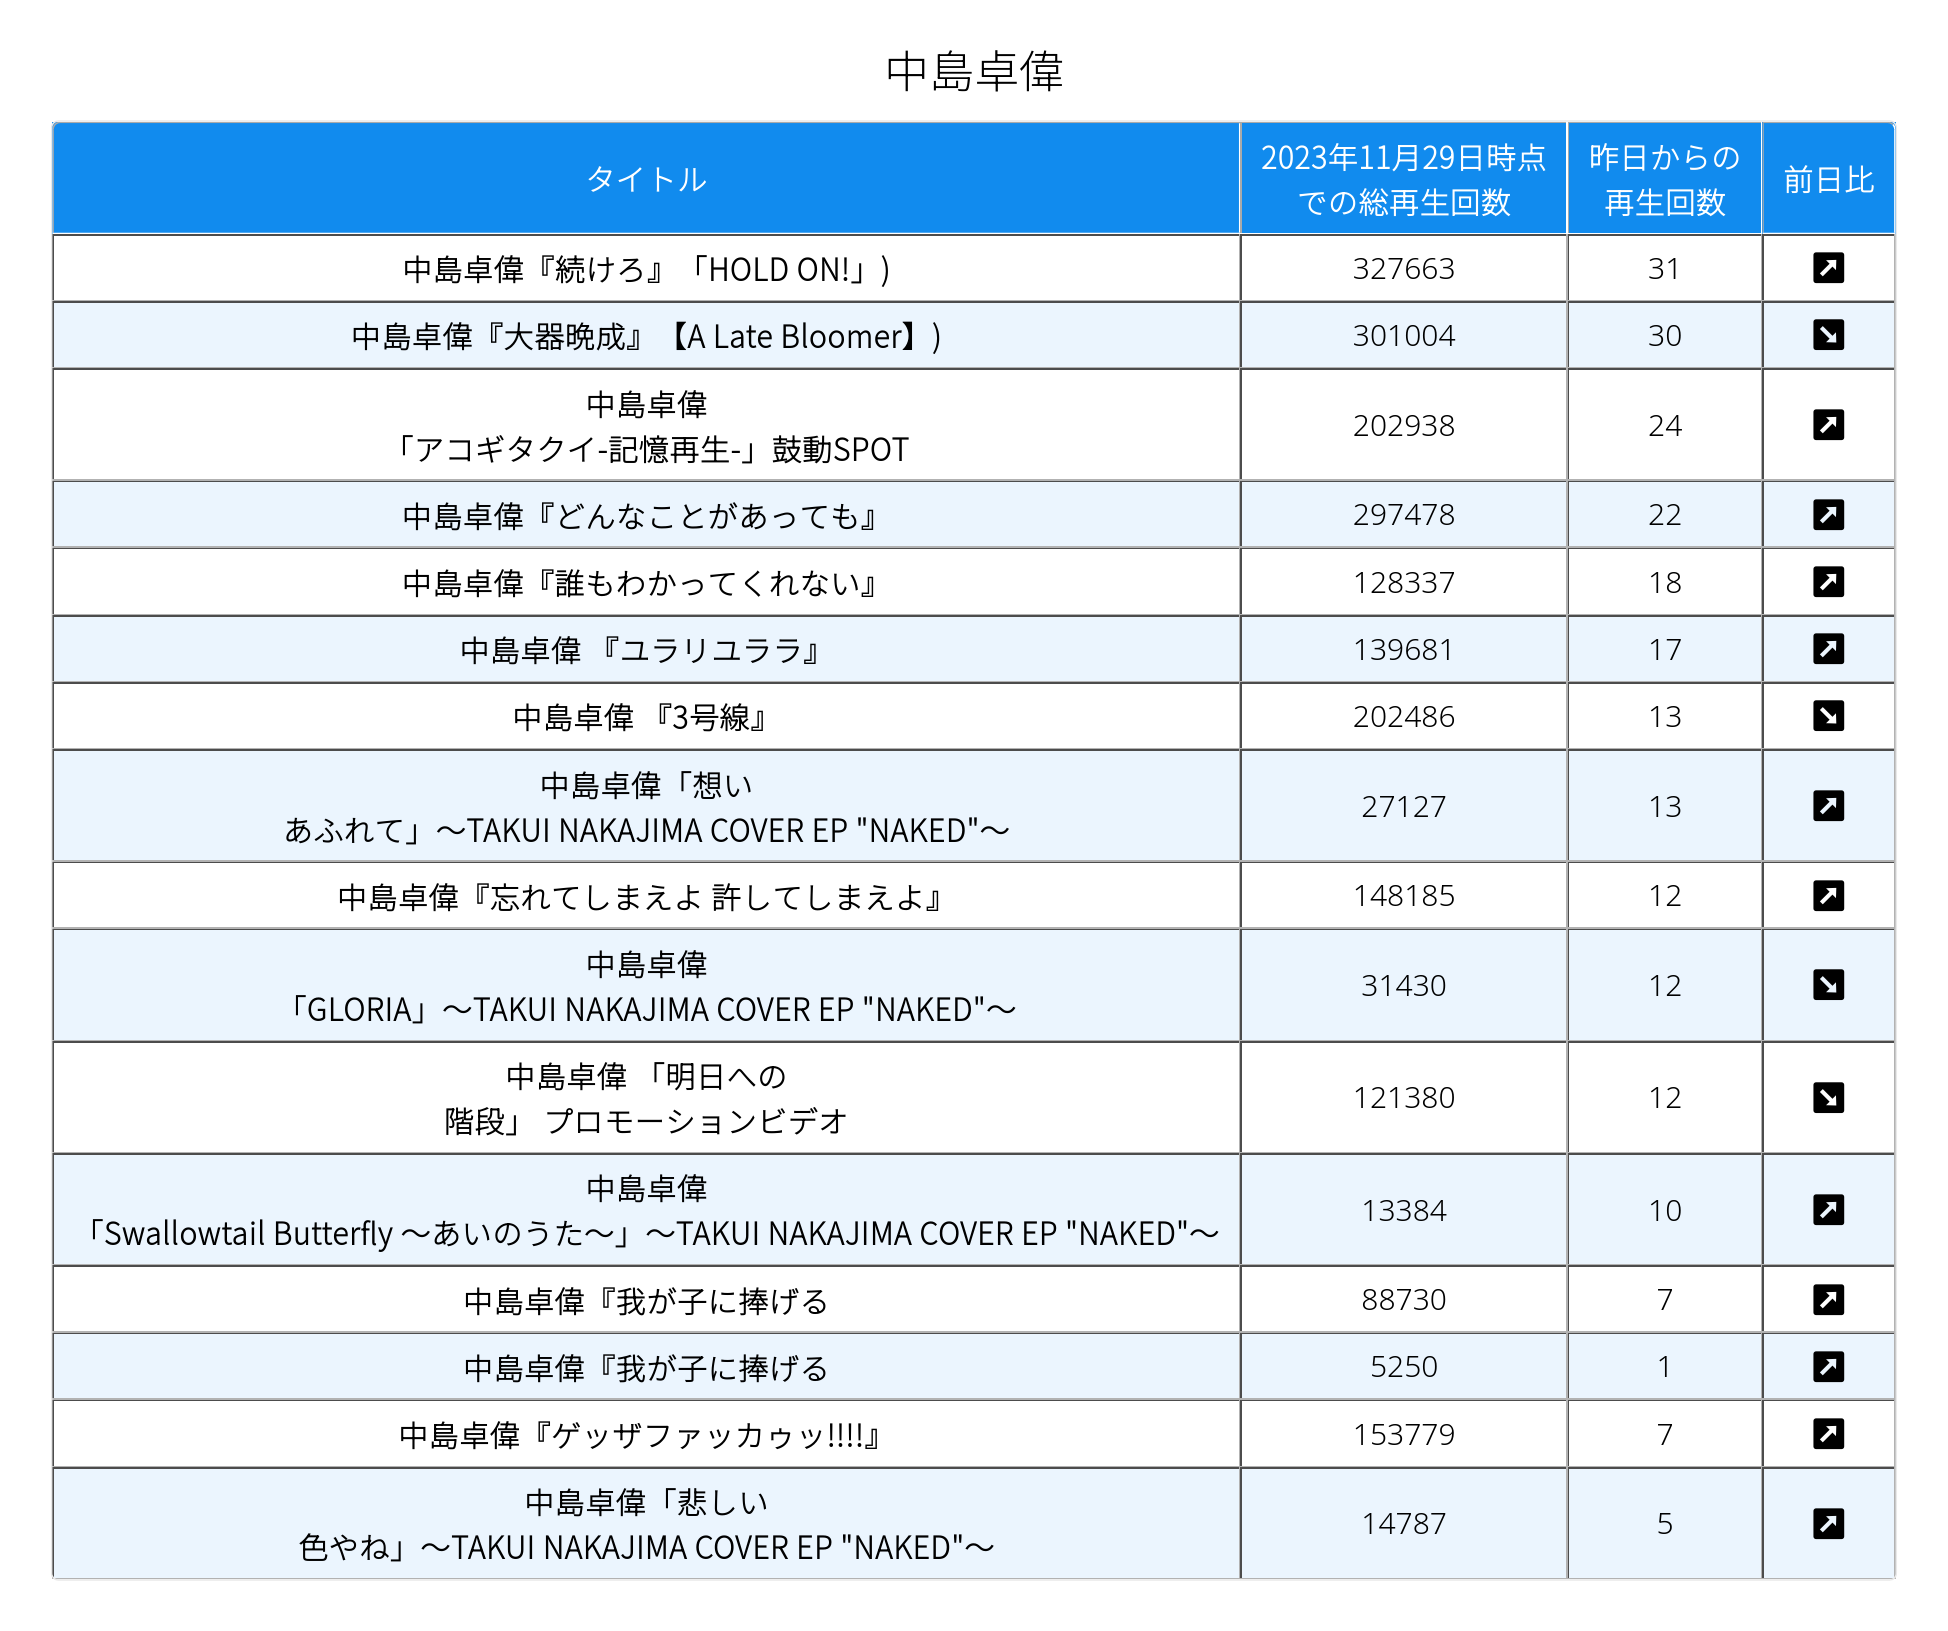 中島卓偉
タイトル
2023年11月29日時点
での総再生回数
昨日からの
再生回数
前日比
中島卓偉『続けろ』「HOLD ON!」)
327663
31
中島卓偉『大器晩成』【A Late Bloomer】)
301004
30
中島卓偉
「アコギタクイ-記憶再生-」鼓動SPOT
202938
24
中島卓偉『どんなことがあっても』
297478
22
中島卓偉『誰もわかってくれない』
128337
18
中島卓偉 『ユラリユララ』
139681
17
中島卓偉 『3号線』
202486
13
中島卓偉「想い
あふれて」～TAKUI NAKAJIMA COVER EP "NAKED"～
27127
13
中島卓偉『忘れてしまえよ 許してしまえよ』
148185
12
中島卓偉
「GLORIA」～TAKUI NAKAJIMA COVER EP "NAKED"～
31430
12
中島卓偉 「明日への
階段」 プロモーションビデオ
121380
12
中島卓偉
「Swallowtail Butterfly ～あいのうた～」～TAKUI NAKAJIMA COVER EP "NAKED"～
13384
10
中島卓偉『我が子に捧げる
88730
7
中島卓偉『我が子に捧げる
5250
1
中島卓偉『ゲッザファッカゥッ!!!!』
153779
7
中島卓偉「悲しい
色やね」～TAKUI NAKAJIMA COVER EP "NAKED"～
14787
5